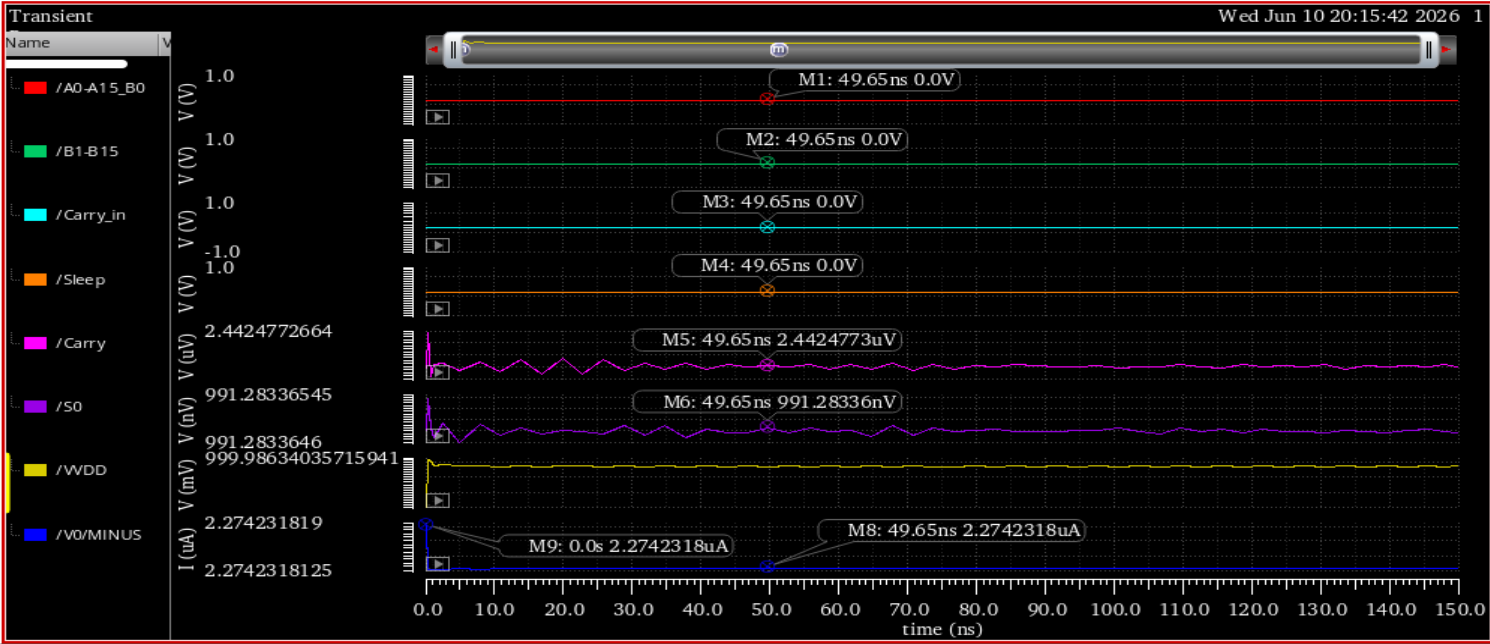 Transient
Wed Jun 10 20:15:42 2026 1
Name
V
/A0-A15_B0
V (V)
1.0
M1: 49.65ns 0.0V
/B1-B15
V (V)
1.0
M2: 49.65ns 0.0V
/Carry_in
V (V)
1.0
-1.0
M3: 49.65ns 0.0V
/Sleep
V (V)
1.0
M4: 49.65ns 0.0V
/Carry
V (uV)
2.4424772664
M5: 49.65ns 2.4424773uV
/S0
V (nV)
991.28336545
991.2833646
M6: 49.65ns 991.28336nV
/VVDD
V (mV)
999.98634035715941
/V0/MINUS
I (uA)
2.274231819
2.2742318125
M9: 0.0s 2.2742318uA
M8: 49.65ns 2.2742318uA
0.0 10.0 20.0 30.0 40.0 50.0 60.0 70.0 80.0 90.0 100.0 110.0 120.0 130.0 140.0 150.0
time (ns)